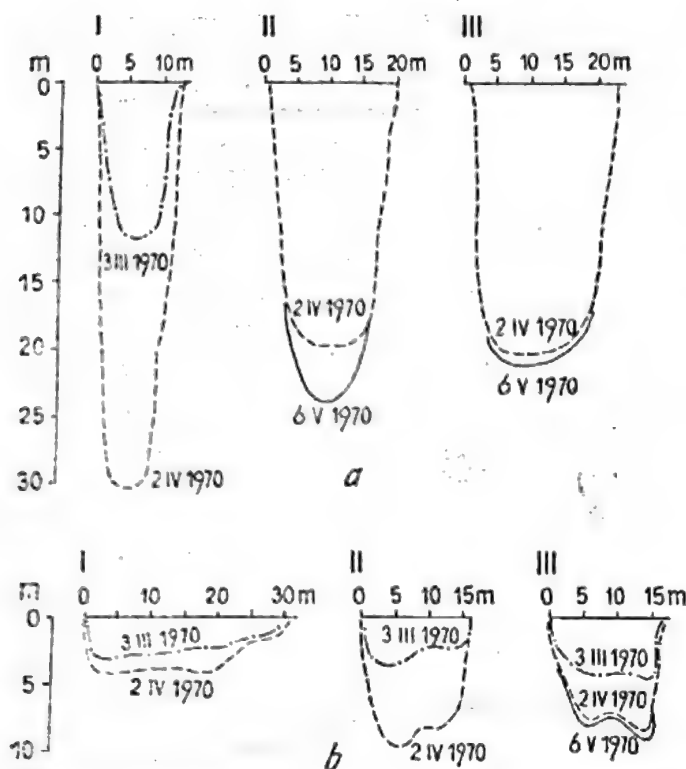 I II III
m 0 5 10m 0 5 10 15 20m 0 5 10 15 20m
0
5
10
3 III 1970
15
2 IV 1970 2 IV 1970
20
6 V 1970 6 V 1970
25
30 2 IV 1970 a
I II III
m 0 10 20 30m 0 5 10 15m 0 5 10 15m
0
3 III 1970 3 III 1970 3 III 1970
5 2 IV 1970 2 IV 1970
10 2 IV 1970 6 V 1970
b